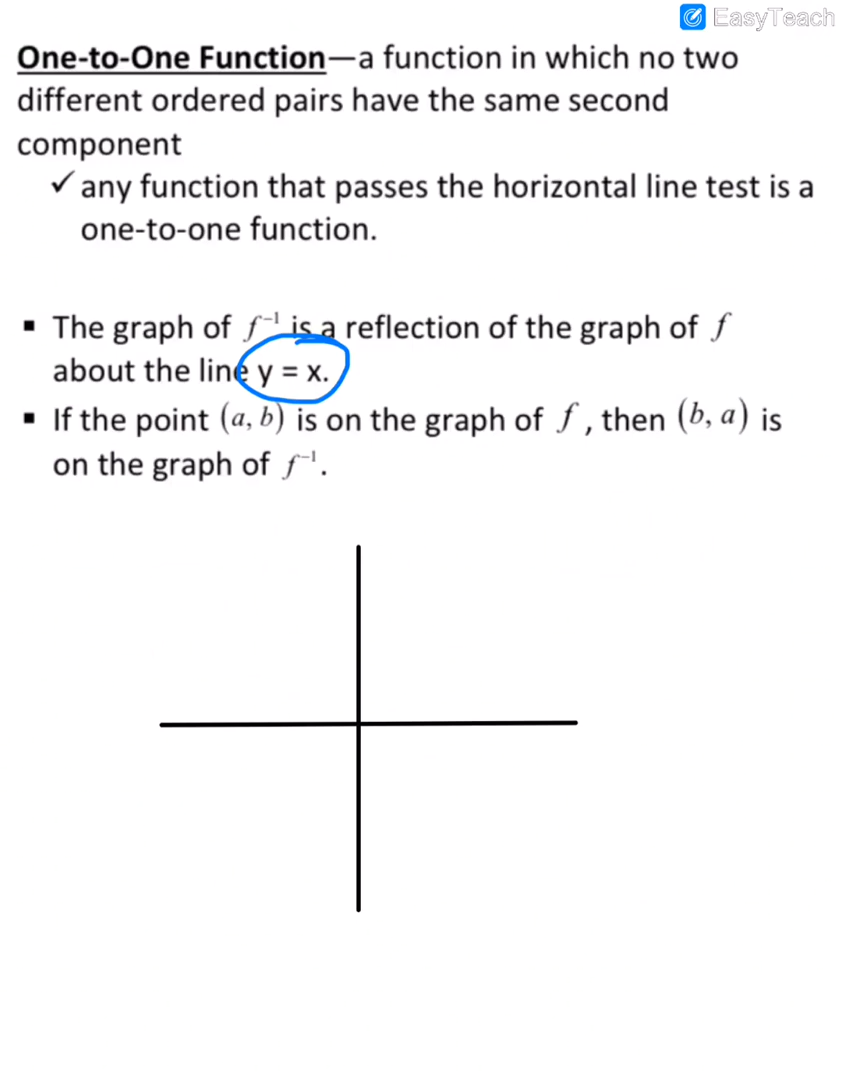 EasyTeach
One-to-One Function—a function in which no two
different ordered pairs have the same second
component
✓ any function that passes the horizontal line test is a
one-to-one function.
▪ The graph of f⁻¹ is a reflection of the graph of f
about the line y = x.
▪ If the point (a, b) is on the graph of f , then (b, a) is
on the graph of f⁻¹.